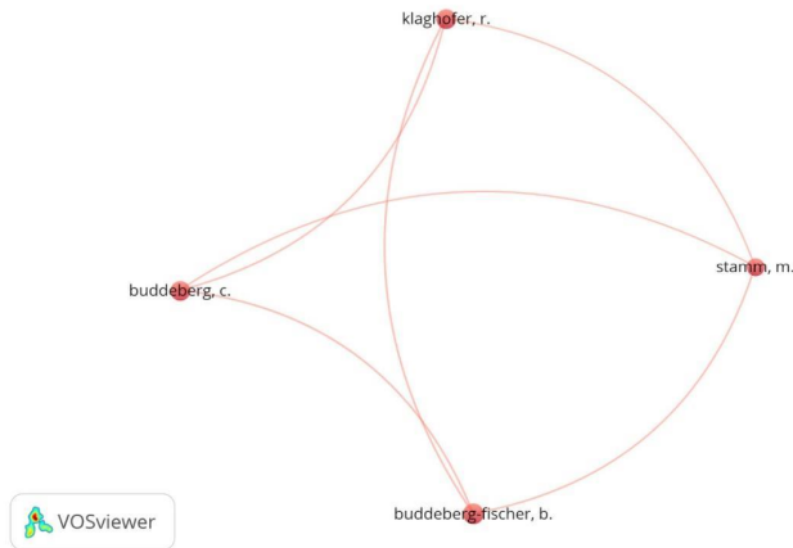 klaghofer, r.
stamm, m.
buddeberg, c.
buddeberg-fischer, b.
VOSviewer